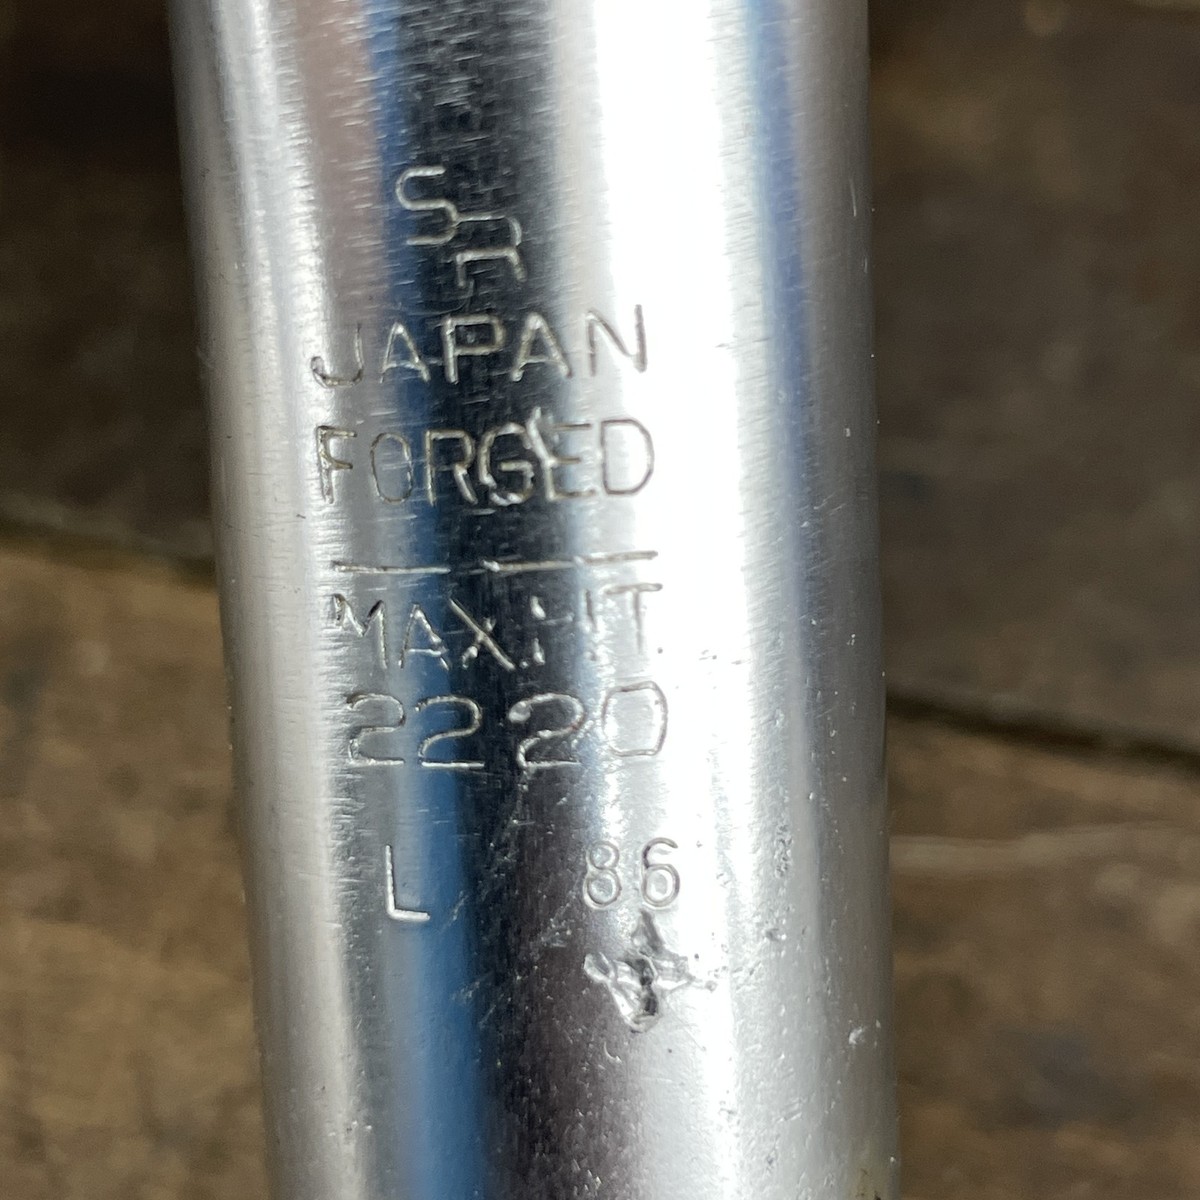 SR
JAPAN
FORGED
MAX. HT.
2220
L 86